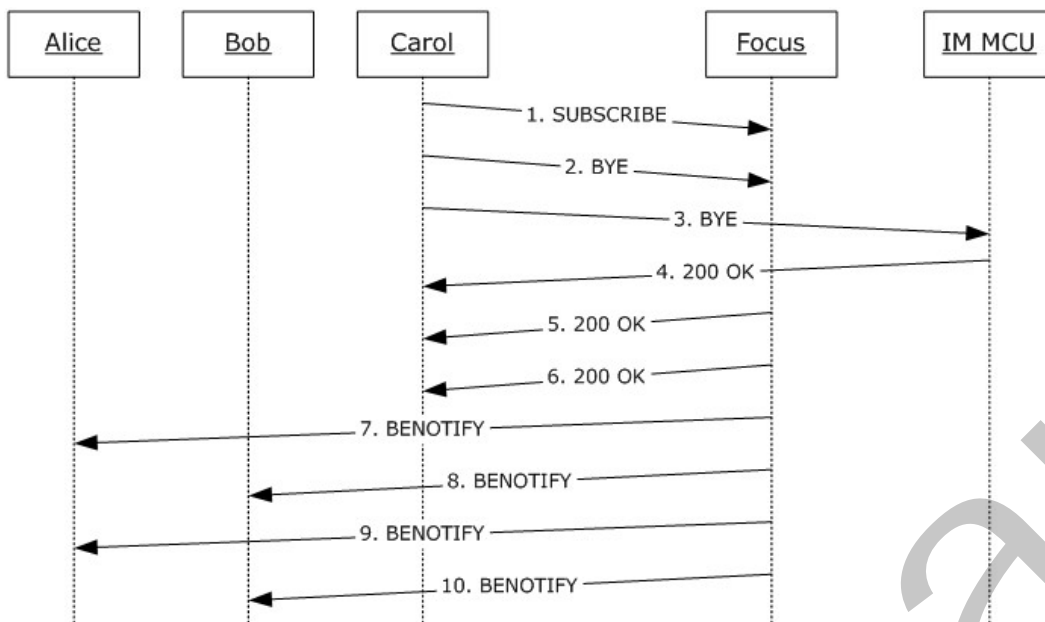 Alice Bob Carol Focus IM MCU
1. SUBSCRIBE
2. BYE
3. BYE
4. 200 OK
5. 200 OK
6. 200 OK
7. BENOTIFY
8. BENOTIFY
9. BENOTIFY
10. BENOTIFY